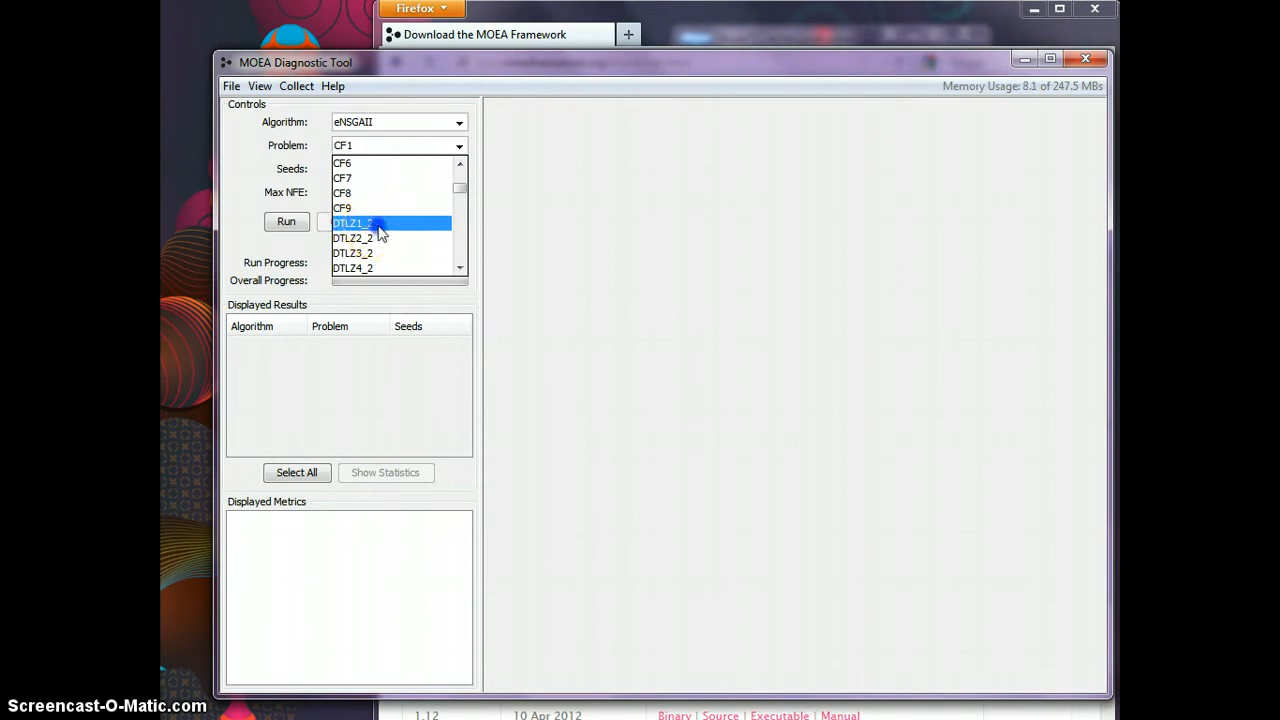 Firefox
Download the MOEA Framework
MOEA Diagnostic Tool
File View Collect Help
Memory Usage: 8.1 of 247.5 MBs
Controls
Algorithm: eNSGAII
Problem: CF1
CF6
Seeds:
CF7
Max NFE:
CF8
CF9
Run
DTLZ1_2
DTLZ2_2
DTLZ3_2
Run Progress:
DTLZ4_2
Overall Progress:
Displayed Results
Algorithm Problem Seeds
Select All Show Statistics
Displayed Metrics
Screencast-O-Matic.com
1.12 10 Apr 2012 Binary | Source | Executable | Manual